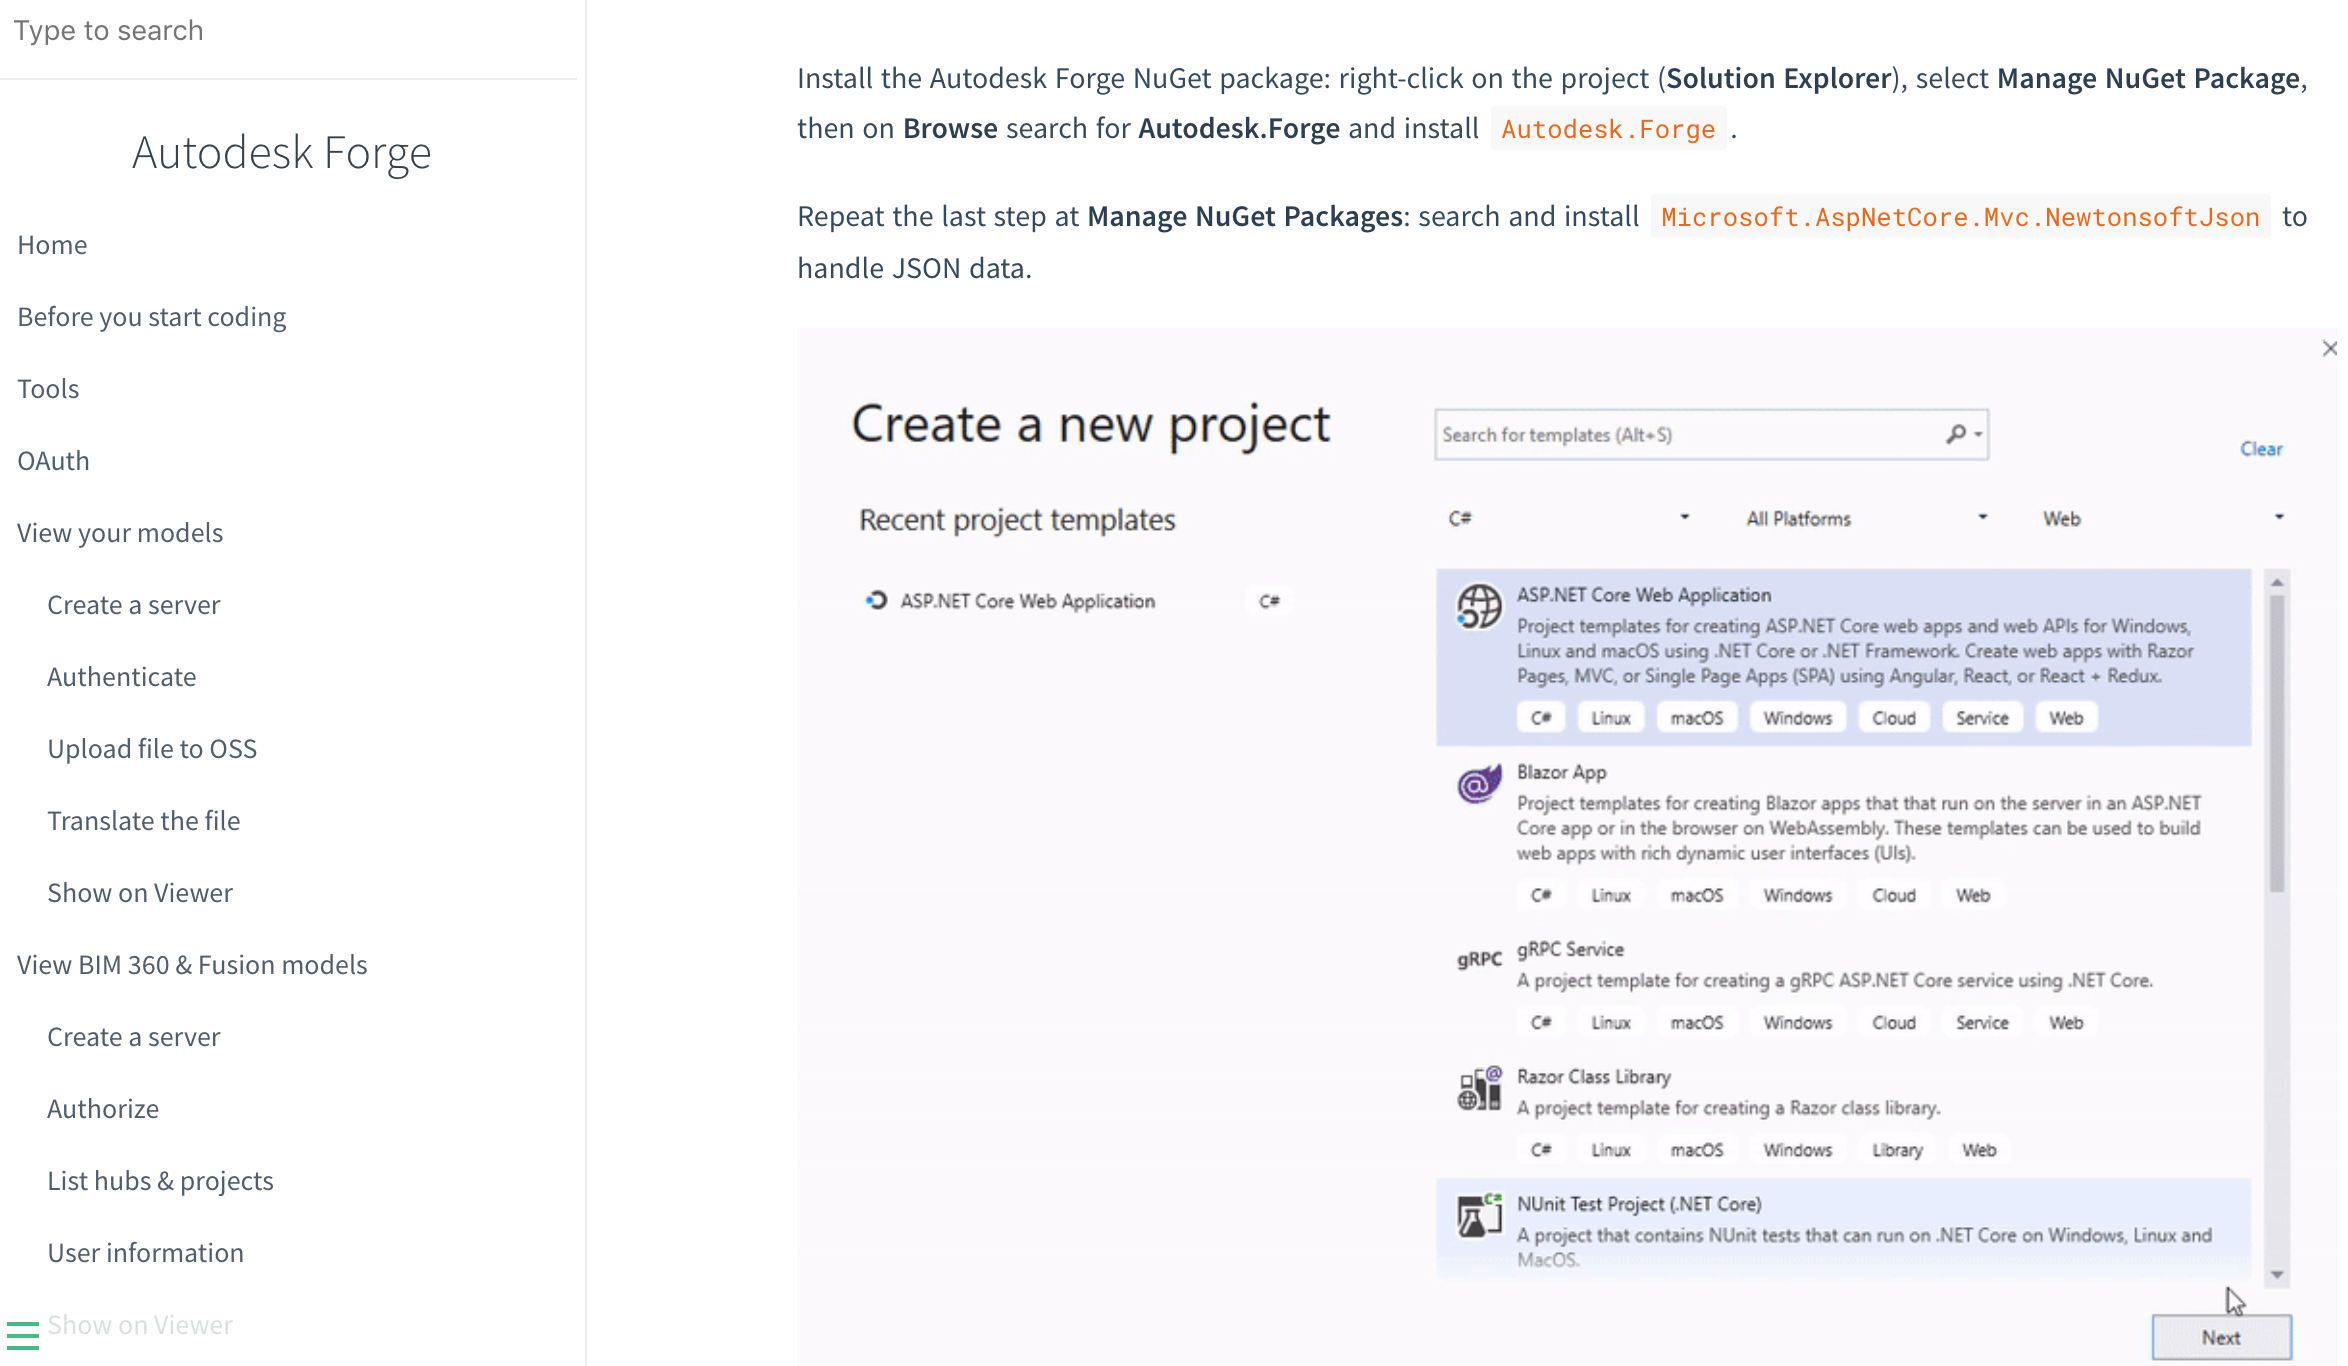 Type to search
Autodesk Forge
Home
Before you start coding
Tools
OAuth
View your models
Create a server
Authenticate
Upload file to OSS
Translate the file
Show on Viewer
View BIM 360 & Fusion models
Create a server
Authorize
List hubs & projects
User information
Show on Viewer
Install the Autodesk Forge NuGet package: right-click on the project (Solution Explorer), select Manage NuGet Package,
then on Browse search for Autodesk.Forge and install Autodesk.Forge .
Repeat the last step at Manage NuGet Packages: search and install Microsoft.AspNetCore.Mvc.NewtonsoftJson to
handle JSON data.
Create a new project
Search for templates (Alt+S)
Clear
Recent project templates
C# All Platforms Web
ASP.NET Core Web Application C#
ASP.NET Core Web Application
Project templates for creating ASP.NET Core web apps and web APIs for Windows,
Linux and macOS using .NET Core or .NET Framework. Create web apps with Razor
Pages, MVC, or Single Page Apps (SPA) using Angular, React, or React + Redux.
C# Linux macOS Windows Cloud Service Web
Blazor App
Project templates for creating Blazor apps that that run on the server in an ASP.NET
Core app or in the browser on WebAssembly. These templates can be used to build
web apps with rich dynamic user interfaces (UIs).
C# Linux macOS Windows Cloud Web
gRPC gRPC Service
A project template for creating a gRPC ASP.NET Core service using .NET Core.
C# Linux macOS Windows Cloud Service Web
Razor Class Library
A project template for creating a Razor class library.
C# Linux macOS Windows Library Web
NUnit Test Project (.NET Core)
A project that contains NUnit tests that can run on .NET Core on Windows, Linux and
MacOS.
Next